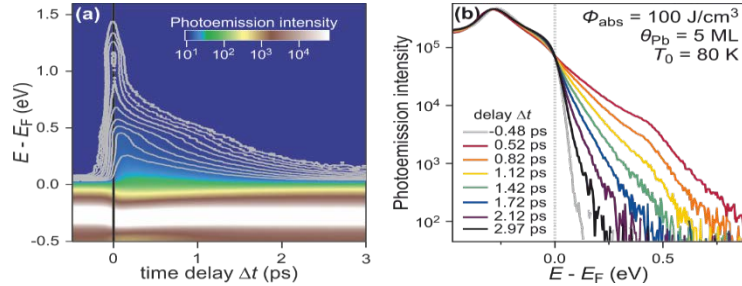 (a)
Photoemission intensity
10¹ 10² 10³ 10⁴
E - E_F (eV)
1.5
1.0
0.5
0.0
-0.5
0 1 2 3
time delay Δt (ps)
(b)
Φ_abs = 100 J/cm³
θ_Pb = 5 ML
T₀ = 80 K
Photoemission intensity
10⁵
10⁴
10³
10²
delay Δt
-0.48 ps
0.52 ps
0.82 ps
1.12 ps
1.42 ps
1.72 ps
2.12 ps
2.97 ps
0.0 0.5
E - E_F (eV)